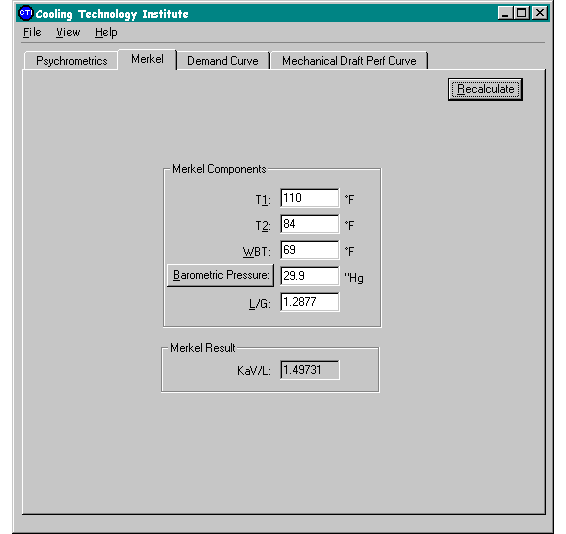 CTI Cooling Technology Institute
File View Help
Psychrometrics Merkel Demand Curve Mechanical Draft Perf Curve
Recalculate
Merkel Components
T1: 110 °F
T2: 84 °F
WBT: 69 °F
Barometric Pressure: 29.9 "Hg
L/G: 1.2877
Merkel Result
KaV/L: 1.49731